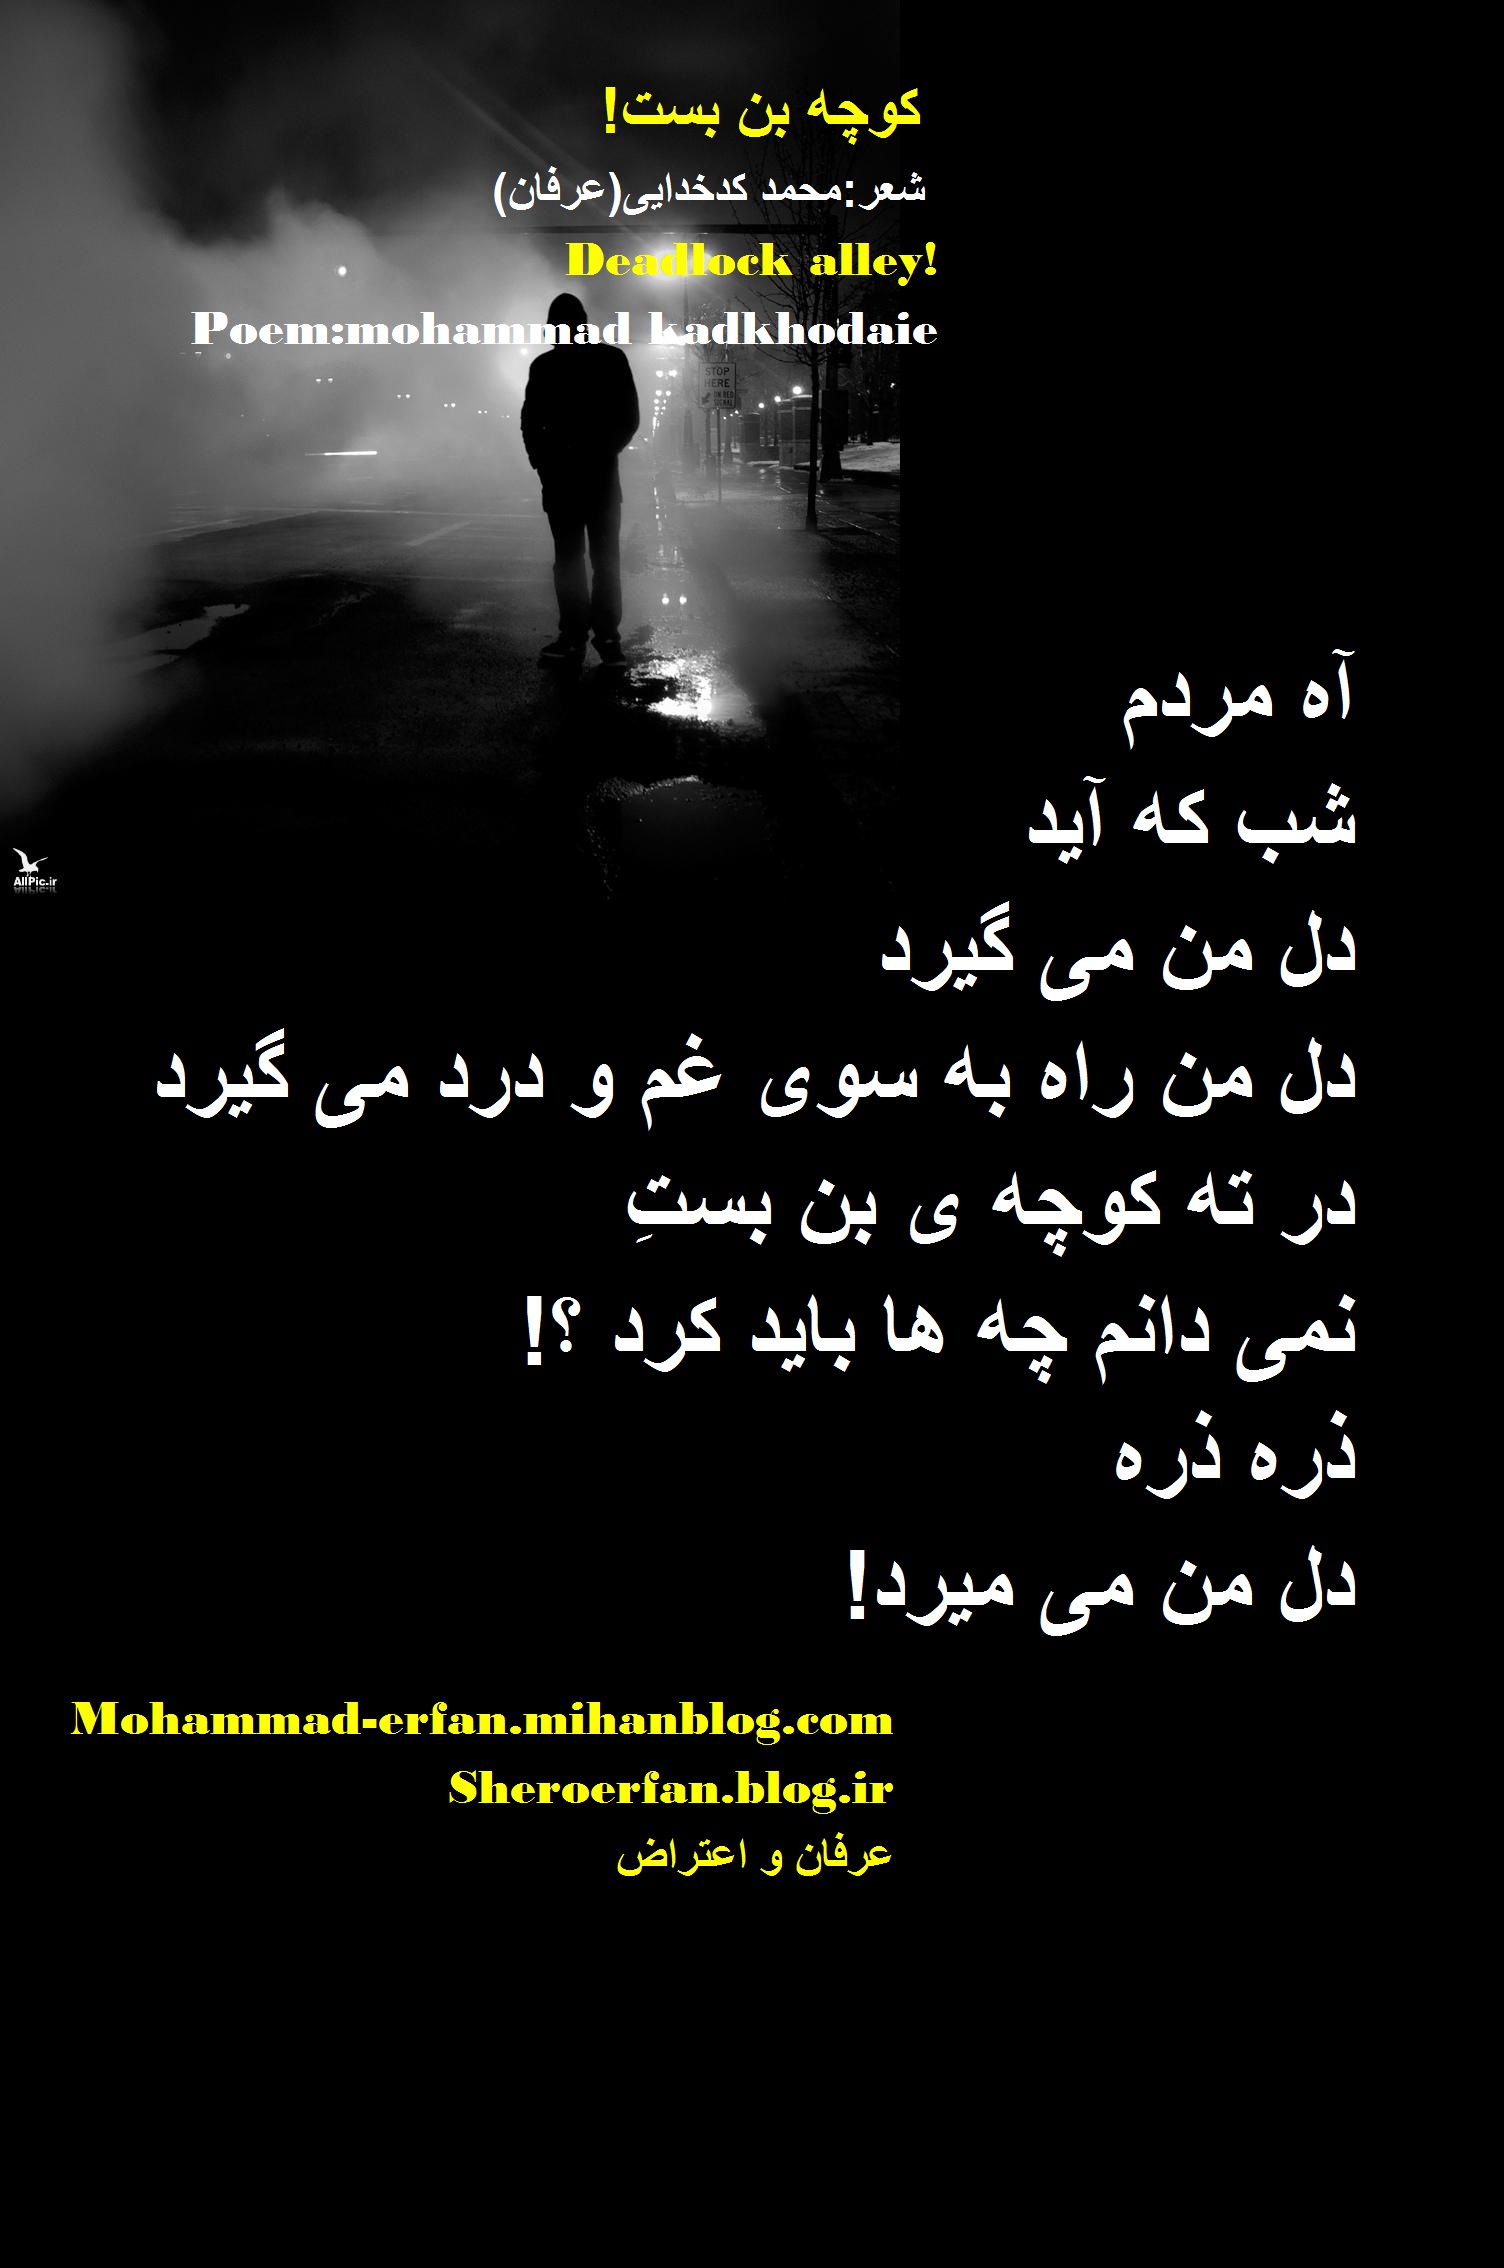 کوچه بن بست!
شعر:محمد کدخدایی(عرفان)
Deadlock alley!
Poem:mohammad kadkhodaie
STOP
HERE
ON RED
SIGNAL
آه مردم
شب که آید
دل من می گیرد
دل من راه به سوی غم و درد می گیرد
در ته کوچه ی بن بستِ
نمی دانم چه ها باید کرد ؟!
ذره ذره
دل من می میرد!
AllPic.ir
Mohammad-erfan.mihanblog.com
Sheroerfan.blog.ir
عرفان و اعتراض